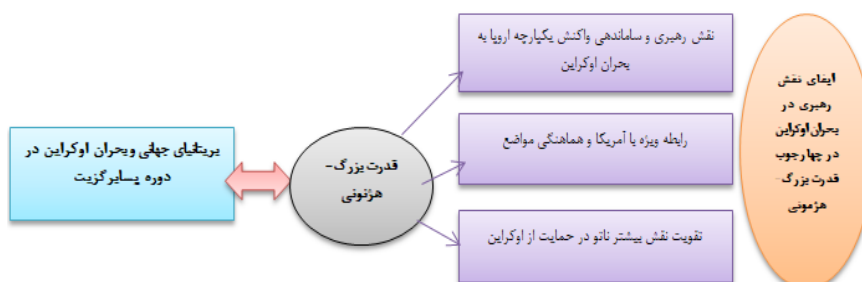 نقش رهبری و ساماندهی واکنش یکپارچه اروپا به
بحران اوکراین
ایفای نقش
رهبری در
بحران اوکراین
در چهارچوب
قدرت بزرگ-
هژمونی
رابطه ویژه با آمریکا و هماهنگی مواضع
بریتانیای جهانی وبحران اوکراین در
دوره پسابرگزیت
قدرت بزرگ-
هژنونی
تقویت نقش بیشتر ناتو در حمایت از اوکراین